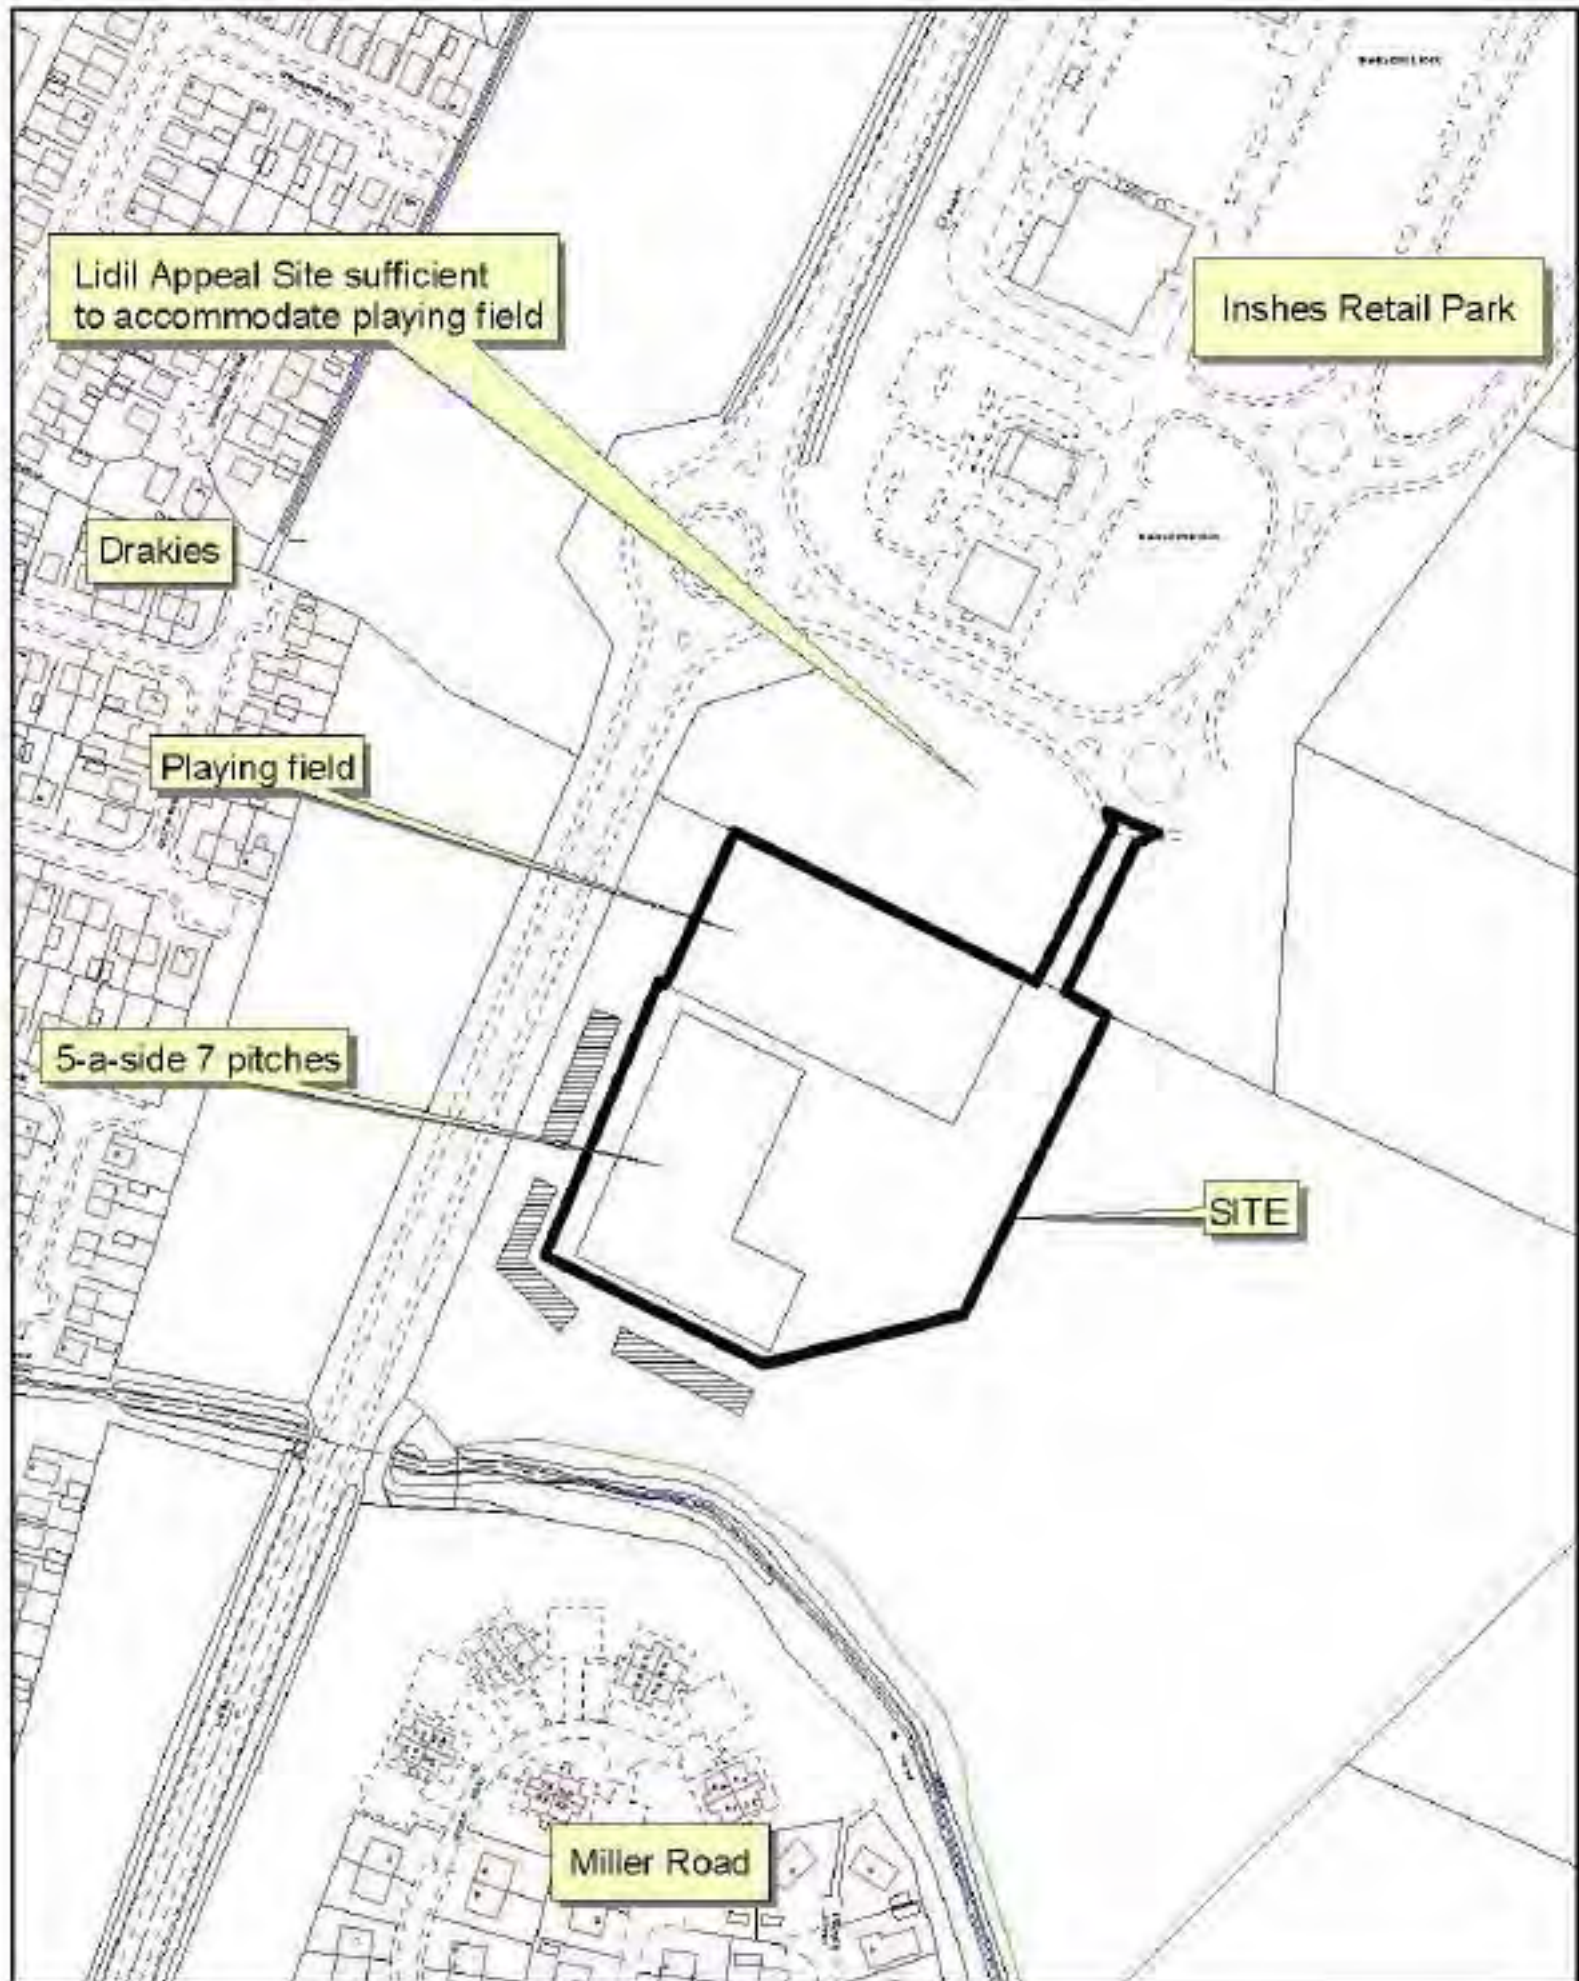 Lidil Appeal Site sufficient
to accommodate playing field
Inshes Retail Park
Drakies
Playing field
5-a-side 7 pitches
SITE
Miller Road